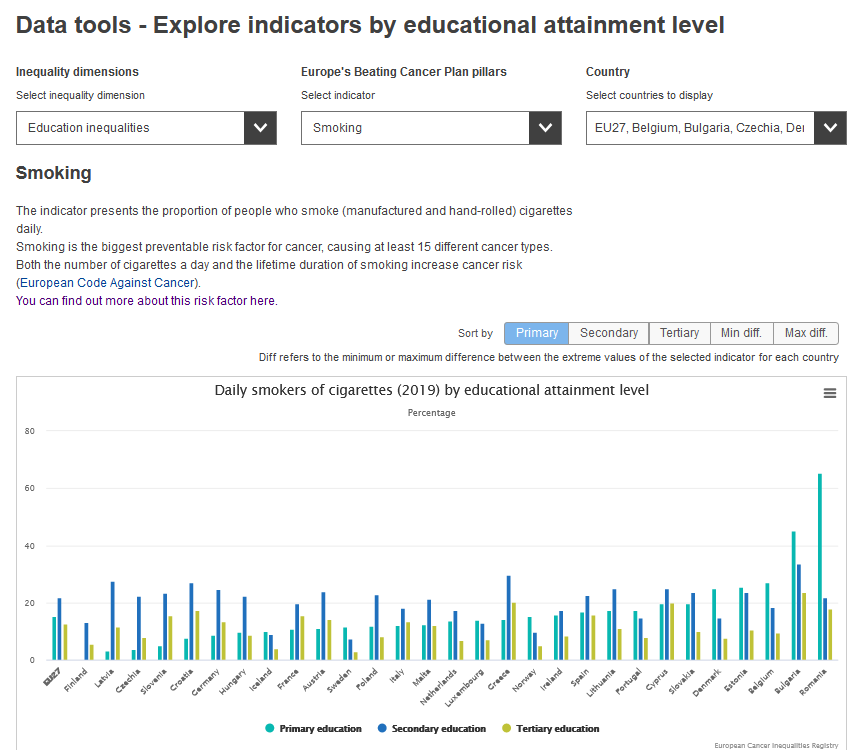 Data tools - Explore indicators by educational attainment level
Inequality dimensions
Europe's Beating Cancer Plan pillars
Country
Select inequality dimension
Select indicator
Select countries to display
Education inequalities
Smoking
EU27, Belgium, Bulgaria, Czechia, Der
Smoking
The indicator presents the proportion of people who smoke (manufactured and hand-rolled) cigarettes
daily.
Smoking is the biggest preventable risk factor for cancer, causing at least 15 different cancer types.
Both the number of cigarettes a day and the lifetime duration of smoking increase cancer risk
(European Code Against Cancer).
You can find out more about this risk factor here.
Sort by
Primary
Secondary
Tertiary
Min diff.
Max diff.
Diff refers to the minimum or maximum difference between the extreme values of the selected indicator for each country
Daily smokers of cigarettes (2019) by educational attainment level
Percentage
80
60
40
20
0
EU27
Finland
Latvia
Czechia
Slovenia
Croatia
Germany
Hungary
Iceland
France
Austria
Sweden
Poland
Italy
Malta
Netherlands
Luxembourg
Greece
Norway
Ireland
Spain
Lithuania
Portugal
Cyprus
Slovakia
Denmark
Estonia
Belgium
Bulgaria
Romania
Primary education
Secondary education
Tertiary education
European Cancer Inequalities Registry